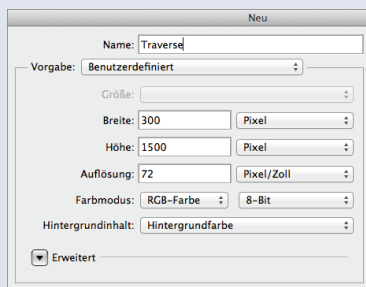 Neu
Name: Traverse
Vorgabe: Benutzerdefiniert
Größe:
Breite: 300 Pixel
Höhe: 1500 Pixel
Auflösung: 72 Pixel/Zoll
Farbmodus: RGB-Farbe 8-Bit
Hintergrundinhalt: Hintergrundfarbe
Erweitert